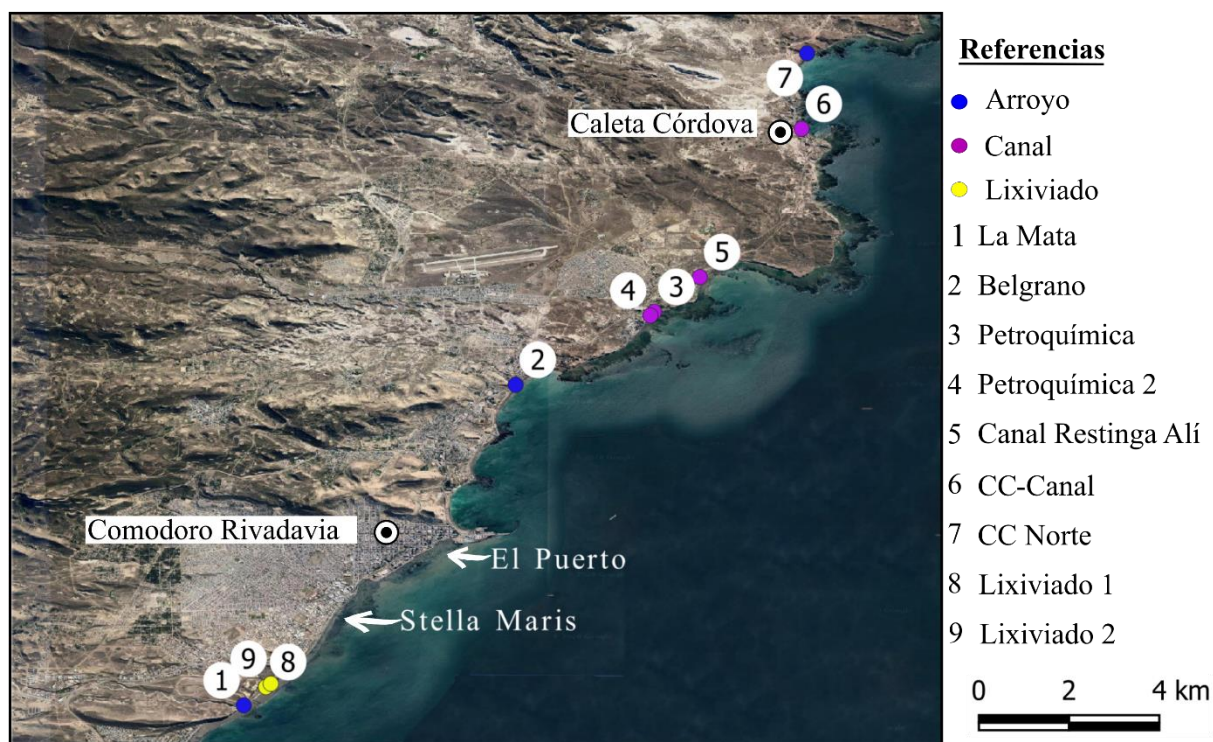 7
6
Caleta Córdova
5
4
3
2
Comodoro Rivadavia
El Puerto
Stella Maris
9
8
1
Referencias
Arroyo
Canal
Lixiviado
1 La Mata
2 Belgrano
3 Petroquímica
4 Petroquímica 2
5 Canal Restinga Alí
6 CC-Canal
7 CC Norte
8 Lixiviado 1
9 Lixiviado 2
0 2 4 km